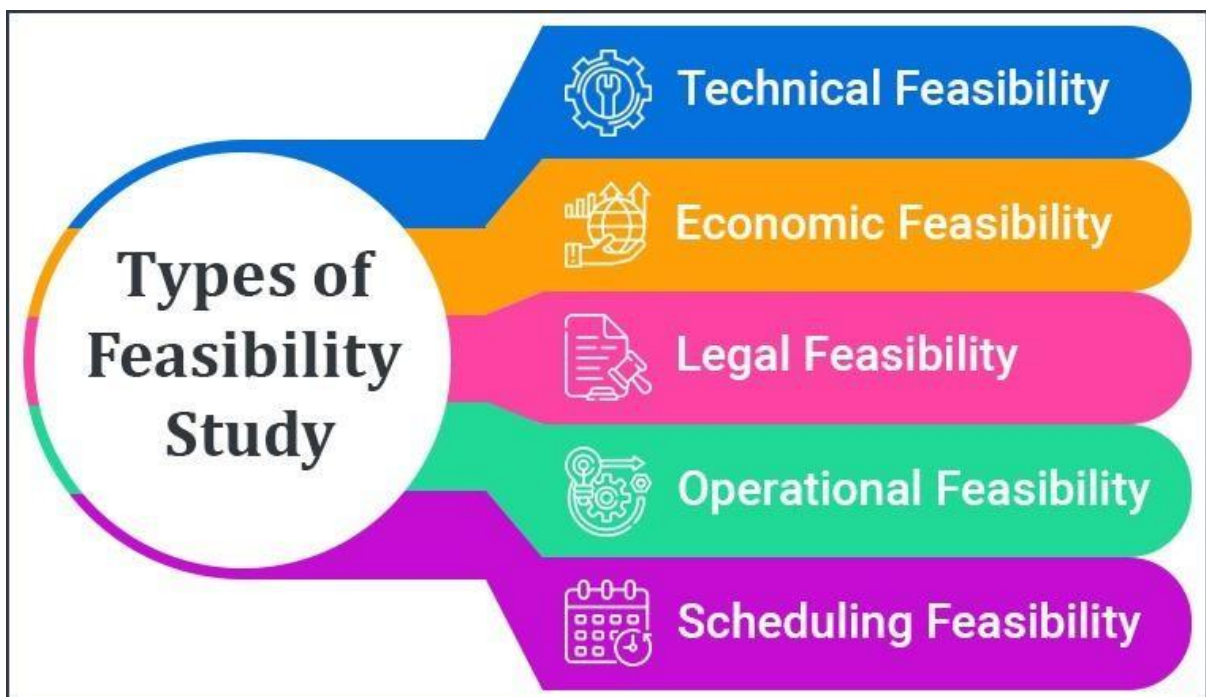 Types of
Feasibility
Study
Technical Feasibility
Economic Feasibility
Legal Feasibility
Operational Feasibility
Scheduling Feasibility